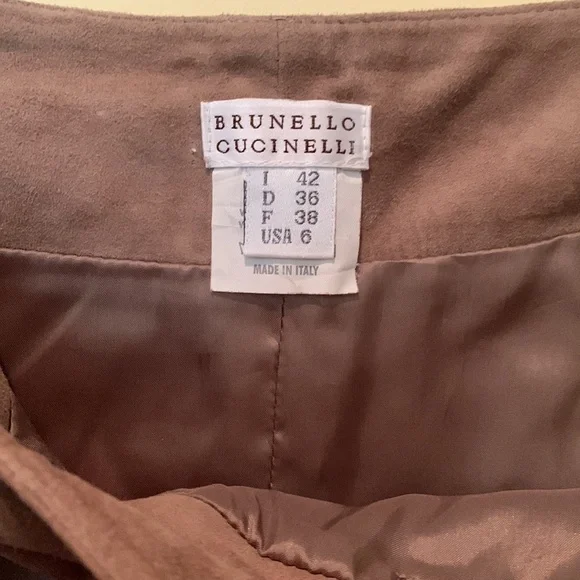 BRUNELLO
CUCINELLI
I 42
D 36
F 38
USA 6
MADE IN ITALY